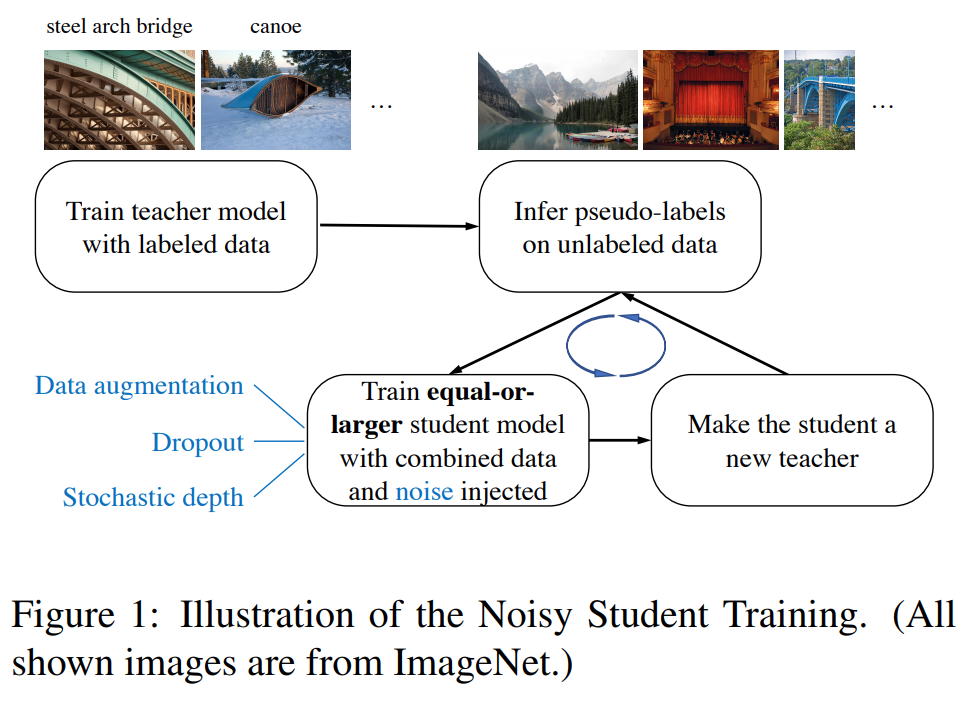 steel arch bridge
canoe
...
...
Train teacher model
with labeled data
Infer pseudo-labels
on unlabeled data
Data augmentation
Dropout
Stochastic depth
Train equal-or-
larger student model
with combined data
and noise injected
Make the student a
new teacher
Figure 1: Illustration of the Noisy Student Training. (All
shown images are from ImageNet.)